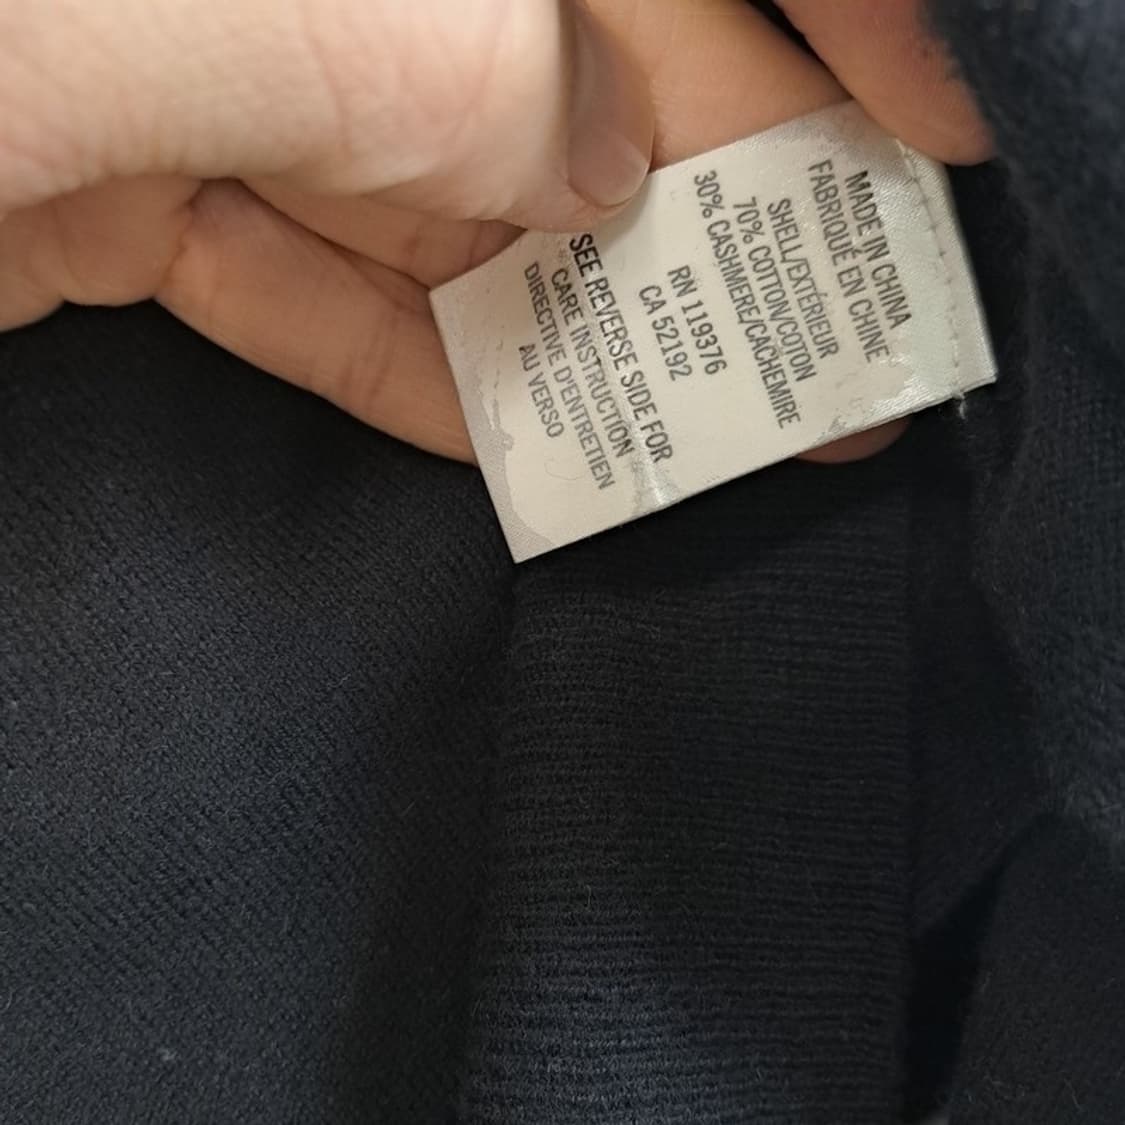 MADE IN CHINA
FABRIQUÉ EN CHINE
SHELL/EXTÉRIEUR
70% COTTON/COTON
30% CASHMERE/CACHEMIRE
RN 119376
CA 52192
SEE REVERSE SIDE FOR
CARE INSTRUCTION
DIRECTIVE D'ENTRETIEN
AU VERSO